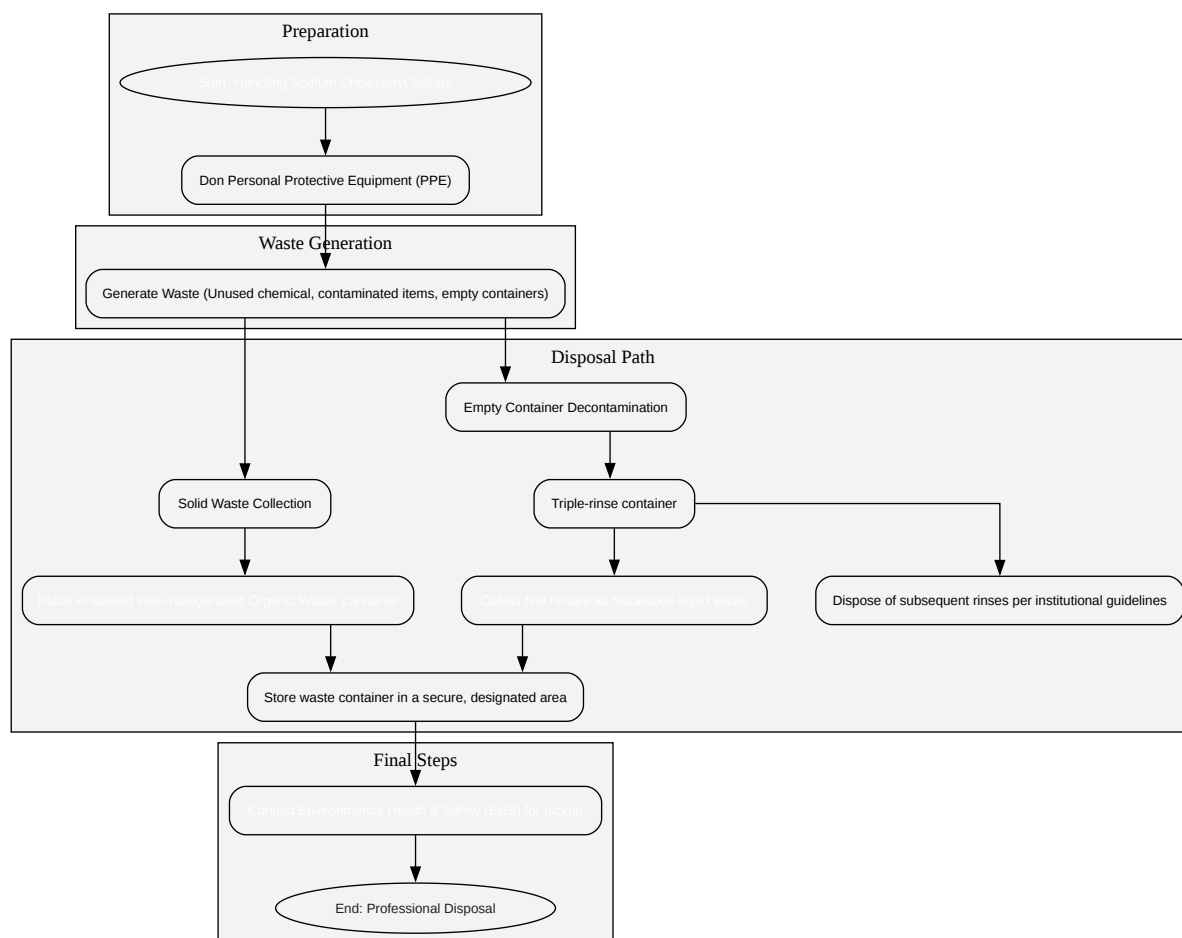 Preparation
Start: Handling Sodium Cholesteryl Sulfate
Don Personal Protective Equipment (PPE)
Waste Generation
Generate Waste (Unused chemical, contaminated items, empty containers)
Disposal Path
Empty Container Decontamination
Solid Waste Collection
Triple-rinse container
Place in labeled 'Non-Halogenated Organic Waste' container
Collect first rinsate as hazardous liquid waste
Dispose of subsequent rinses per institutional guidelines
Store waste container in a secure, designated area
Final Steps
Contact Environmental Health & Safety (EHS) for pickup
End: Professional Disposal